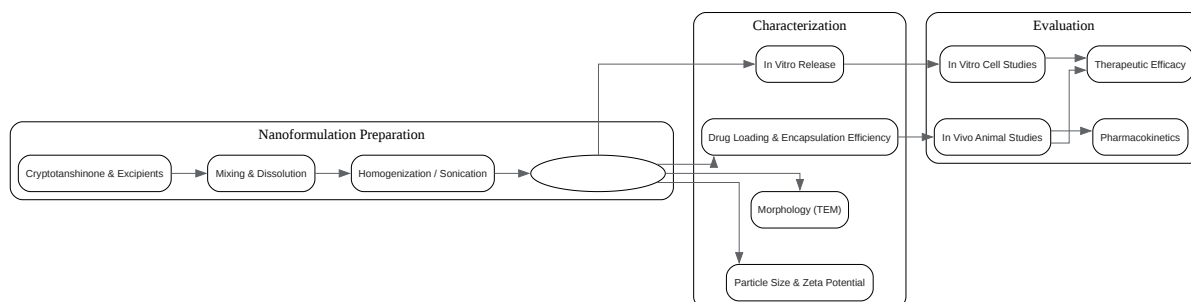 Characterization
Evaluation
In Vitro Release
In Vitro Cell Studies
Therapeutic Efficacy
Nanoformulation Preparation
Drug Loading & Encapsulation Efficiency
In Vivo Animal Studies
Pharmacokinetics
Cryptotanshinone & Excipients
Mixing & Dissolution
Homogenization / Sonication
Morphology (TEM)
Particle Size & Zeta Potential